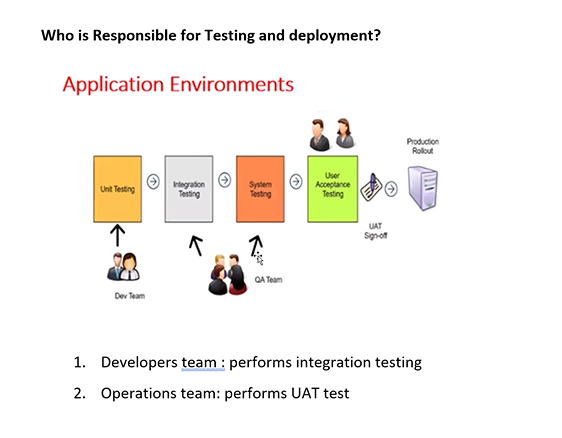 Who is Responsible for Testing and deployment?
Application Environments
Production
Rollout
Unit Testing
Integration
Testing
System
Testing
User
Acceptance
Testing
UAT
Sign-off
QA Team
Dev Team
1. Developers team : performs integration testing
2. Operations team: performs UAT test